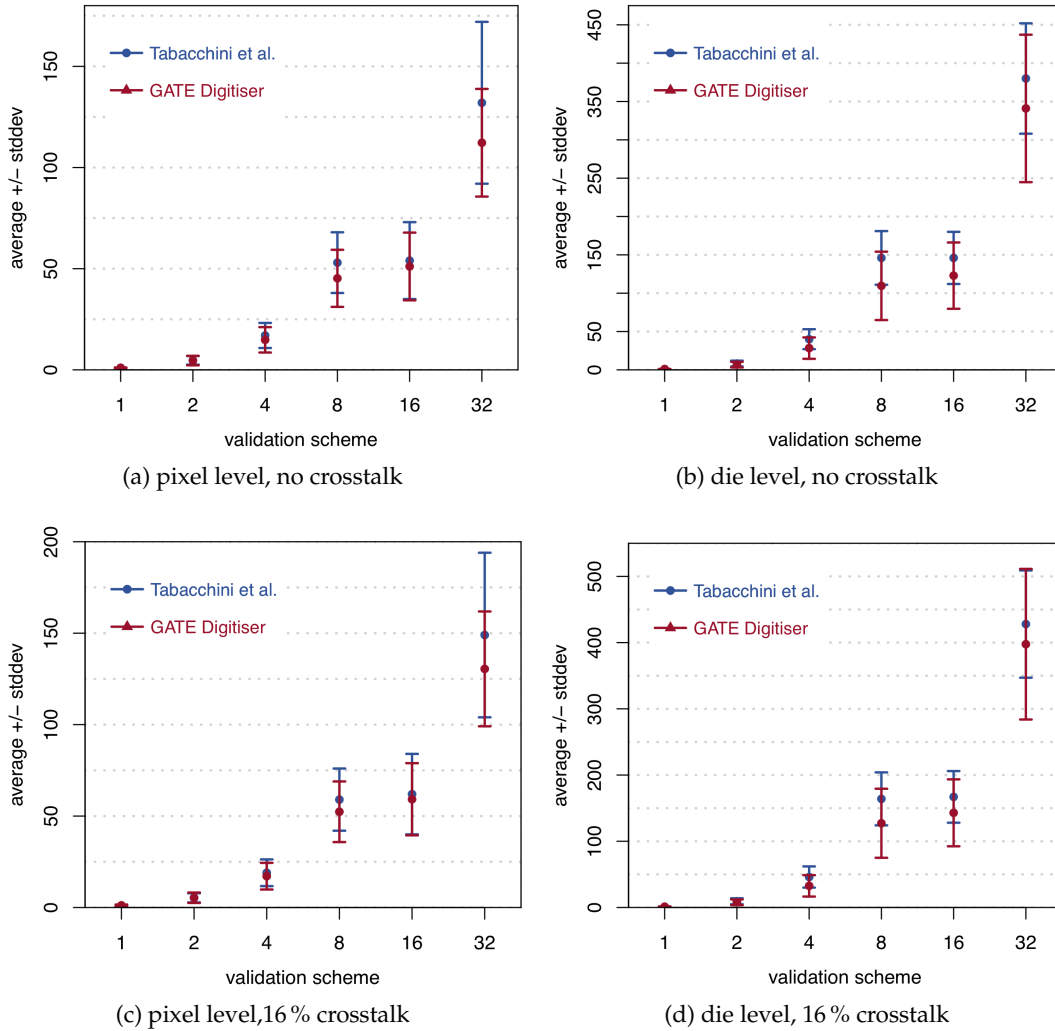 average +/− stddev
0 50 100 150
Tabacchini et al.
GATE Digitiser
1 2 4 8 16 32
validation scheme
(a) pixel level, no crosstalk
average +/− stddev
0 50 150 250 350 450
Tabacchini et al.
GATE Digitiser
1 2 4 8 16 32
validation scheme
(b) die level, no crosstalk
average +/− stddev
0 50 100 150 200
Tabacchini et al.
GATE Digitiser
1 2 4 8 16 32
validation scheme
(c) pixel level,16 % crosstalk
average +/− stddev
0 100 200 300 400 500
Tabacchini et al.
GATE Digitiser
1 2 4 8 16 32
validation scheme
(d) die level, 16 % crosstalk